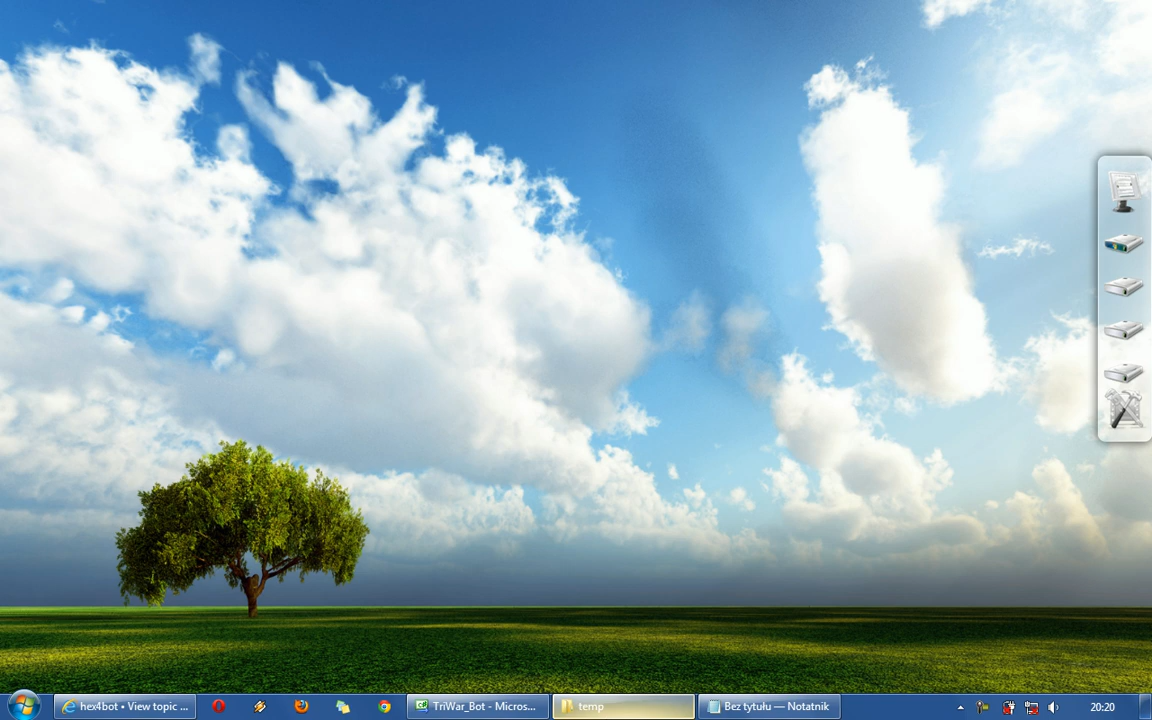 hex4bot • View topic ...
TriWar_Bot - Micros...
temp
Bez tytułu — Notatnik
20:20